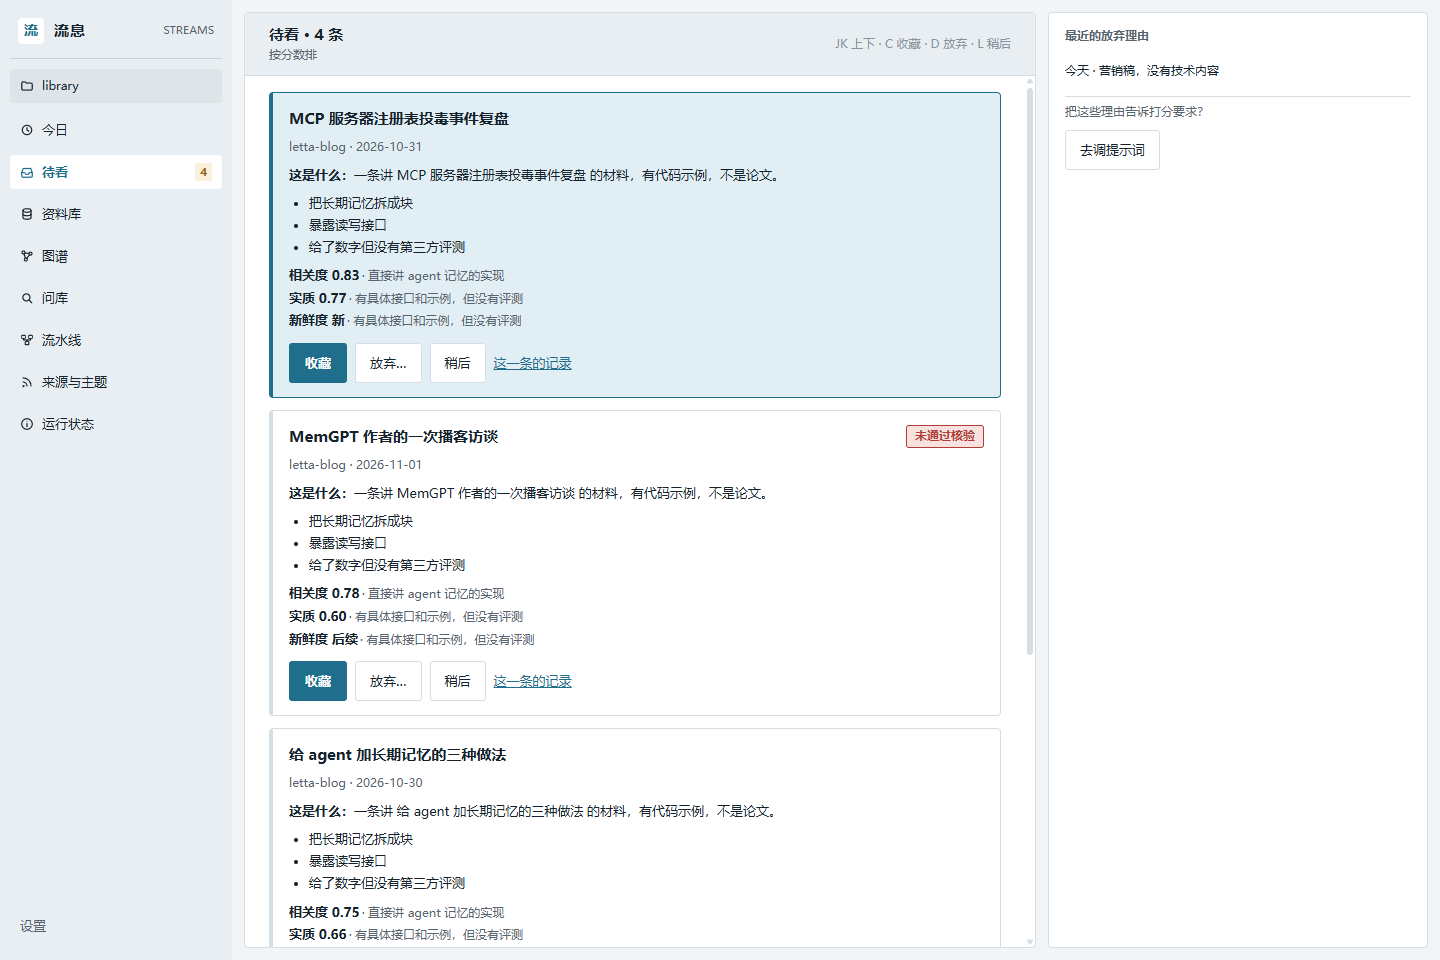 流 流息 STREAMS
library
今日
待看 4
资料库
图谱
问库
流水线
来源与主题
运行状态
设置
待看 • 4 条
按分数排
JK 上下 · C 收藏 · D 放弃 · L 稍后
MCP 服务器注册表投毒事件复盘
letta-blog · 2026-10-31
这是什么：一条讲 MCP 服务器注册表投毒事件复盘 的材料，有代码示例，不是论文。
• 把长期记忆拆成块
• 暴露读写接口
• 给了数字但没有第三方评测
相关度 0.83 · 直接讲 agent 记忆的实现
实质 0.77 · 有具体接口和示例，但没有评测
新鲜度 新 · 有具体接口和示例，但没有评测
收藏 放弃... 稍后 这一条的记录
MemGPT 作者的一次播客访谈 未通过核验
letta-blog · 2026-11-01
这是什么：一条讲 MemGPT 作者的一次播客访谈 的材料，有代码示例，不是论文。
• 把长期记忆拆成块
• 暴露读写接口
• 给了数字但没有第三方评测
相关度 0.78 · 直接讲 agent 记忆的实现
实质 0.60 · 有具体接口和示例，但没有评测
新鲜度 后续 · 有具体接口和示例，但没有评测
收藏 放弃... 稍后 这一条的记录
给 agent 加长期记忆的三种做法
letta-blog · 2026-10-30
这是什么：一条讲 给 agent 加长期记忆的三种做法 的材料，有代码示例，不是论文。
• 把长期记忆拆成块
• 暴露读写接口
• 给了数字但没有第三方评测
相关度 0.75 · 直接讲 agent 记忆的实现
实质 0.66 · 有具体接口和示例，但没有评测
最近的放弃理由
今天 · 营销稿，没有技术内容
把这些理由告诉打分要求？
去调提示词